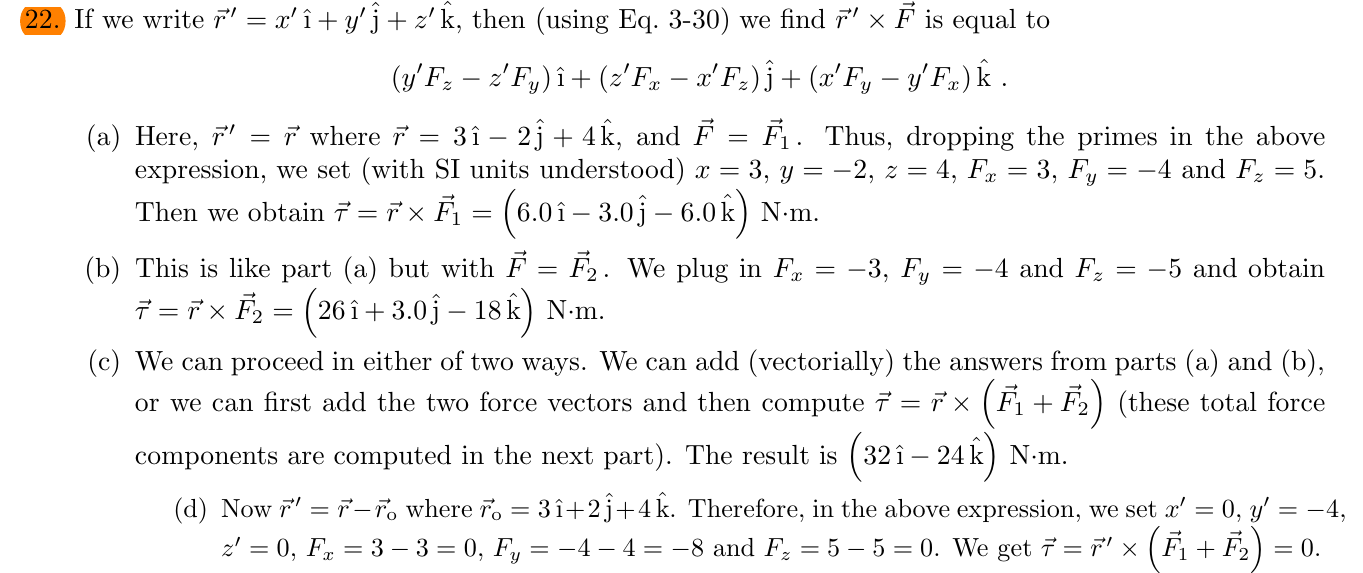 22. If we write r⃗ ′ = x′ î + y′ ĵ + z′ k̂, then (using Eq. 3-30) we find r⃗ ′ × F⃗ is equal to
(y′F_z − z′F_y) î + (z′F_x − x′F_z) ĵ + (x′F_y − y′F_x) k̂ .
(a) Here, r⃗ ′ = r⃗ where r⃗ = 3 î − 2 ĵ + 4 k̂, and F⃗ = F⃗₁. Thus, dropping the primes in the above
expression, we set (with SI units understood) x = 3, y = −2, z = 4, F_x = 3, F_y = −4 and F_z = 5.
Then we obtain τ⃗ = r⃗ × F⃗₁ = (6.0 î − 3.0 ĵ − 6.0 k̂) N·m.
(b) This is like part (a) but with F⃗ = F⃗₂. We plug in F_x = −3, F_y = −4 and F_z = −5 and obtain
τ⃗ = r⃗ × F⃗₂ = (26 î + 3.0 ĵ − 18 k̂) N·m.
(c) We can proceed in either of two ways. We can add (vectorially) the answers from parts (a) and (b),
or we can first add the two force vectors and then compute τ⃗ = r⃗ × (F⃗₁ + F⃗₂) (these total force
components are computed in the next part). The result is (32 î − 24 k̂) N·m.
(d) Now r⃗ ′ = r⃗ − r⃗ₒ where r⃗ₒ = 3 î + 2 ĵ + 4 k̂. Therefore, in the above expression, we set x′ = 0, y′ = −4,
z′ = 0, F_x = 3 − 3 = 0, F_y = −4 − 4 = −8 and F_z = 5 − 5 = 0. We get τ⃗ = r⃗ ′ × (F⃗₁ + F⃗₂) = 0.